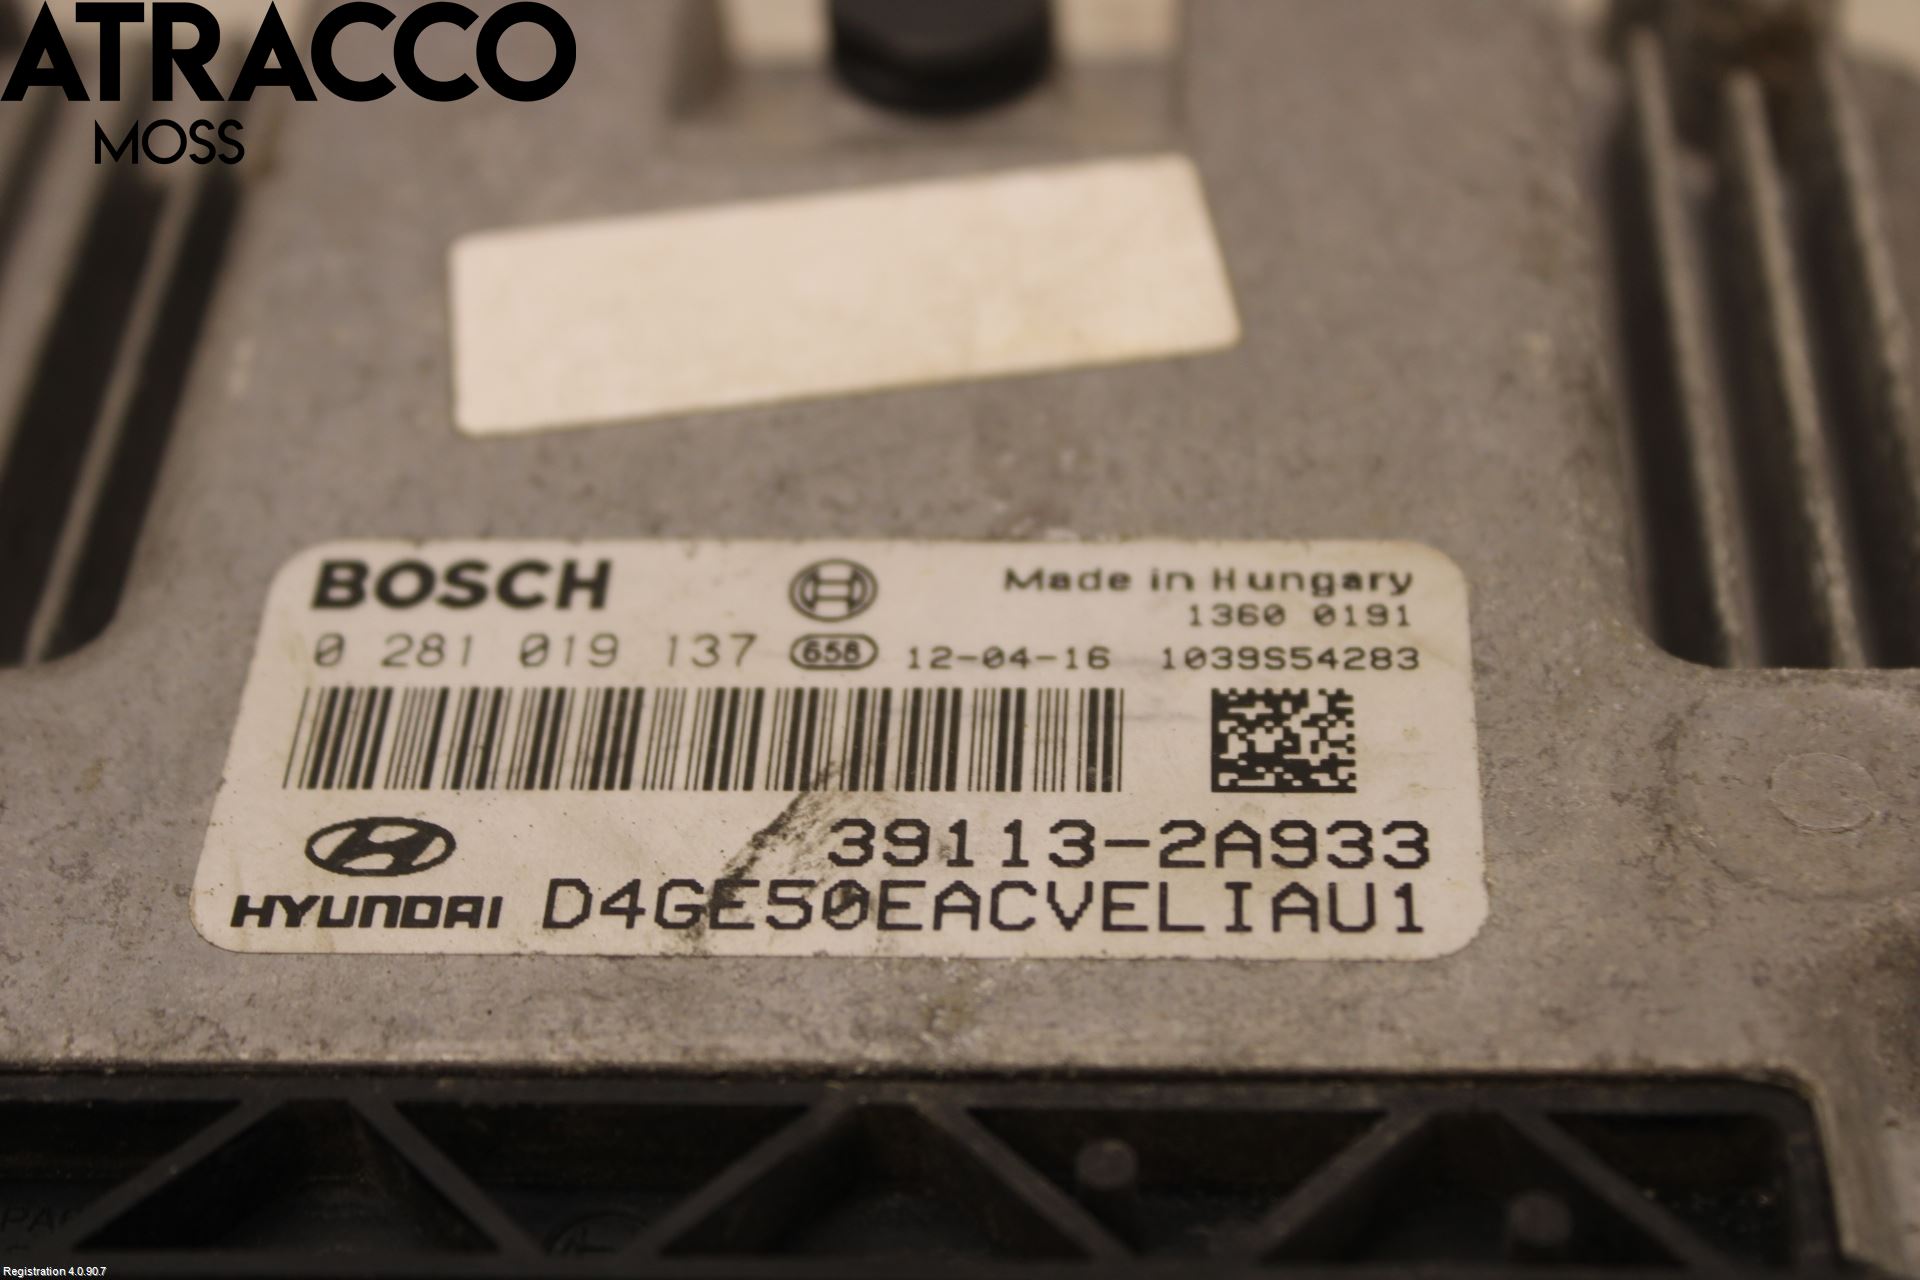 ATRACCO
MOSS
BOSCH
Made in Hungary
1360 0191
0 281 019 137 658 12-04-16 1039S54283
39113-2A933
HYUNDAI D4GE50EACVELIAU1
Registration 4.0.90.7